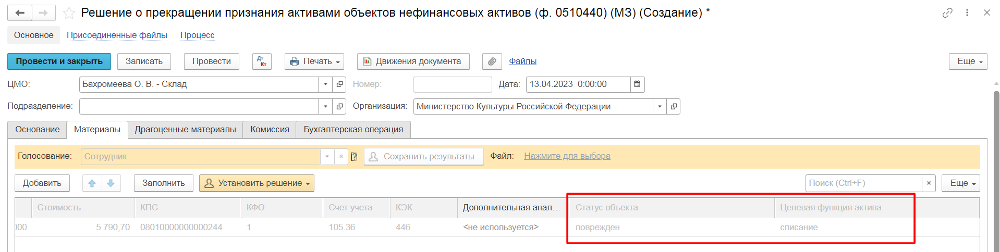 Решение о прекращении признания активами объектов нефинансовых активов (ф. 0510440) (МЗ) (Создание) *
Основное Присоединенные файлы Процесс
Провести и закрыть Записать Провести Дт Кт Печать Движения документа Файлы Еще
ЦМО: Бахромеева О. В. - Склад Номер: Дата: 13.04.2023 0:00:00
Подразделение: Организация: Министерство Культуры Российской Федерации
Основание Материалы Драгоценные материалы Комиссия Бухгалтерская операция
Голосование: Сотрудник ? Сохранить результаты Файл: Нажмите для выбора
Добавить Заполнить Установить решение Поиск (Ctrl+F) × Еще
Стоимость КПС КФО Счет учета КЭК Дополнительная анал... Статус объекта Целевая функция актива
000 5 790,70 08010000000000244 1 105.36 446 <не используется> поврежден списание